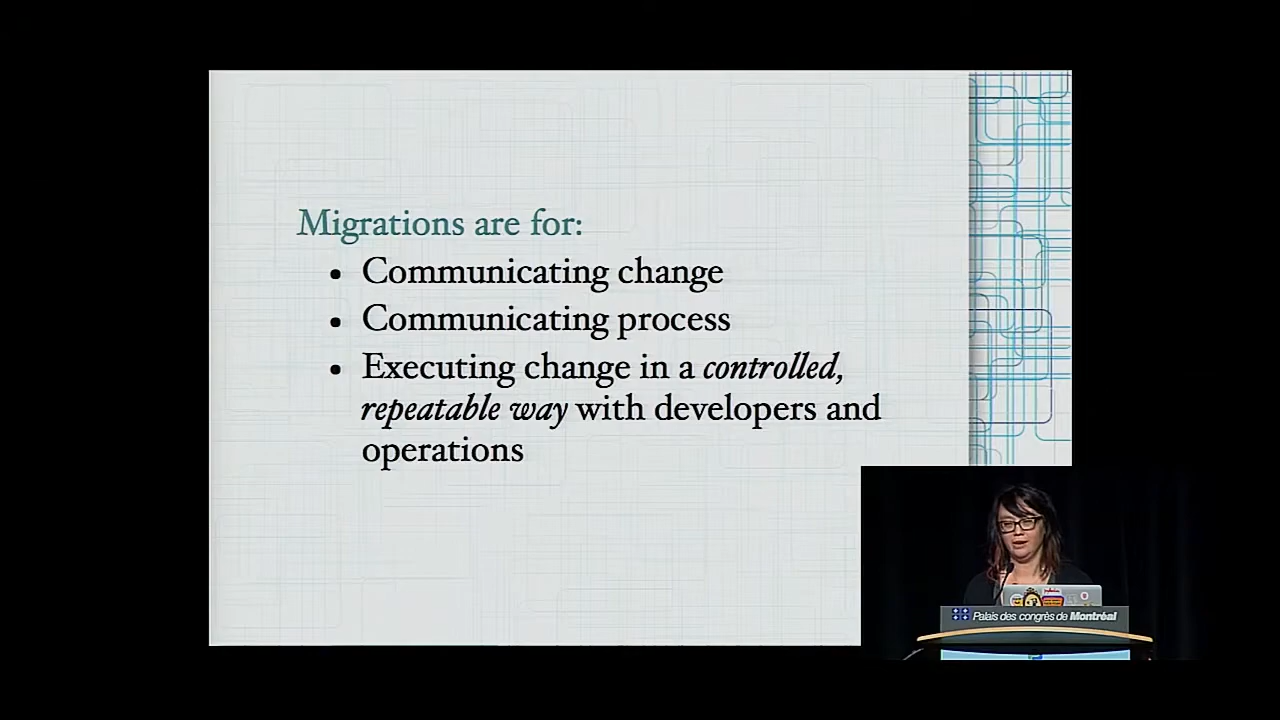 Migrations are for:
• Communicating change
• Communicating process
• Executing change in a controlled,
repeatable way with developers and
operations
Palais des congrès de Montréal